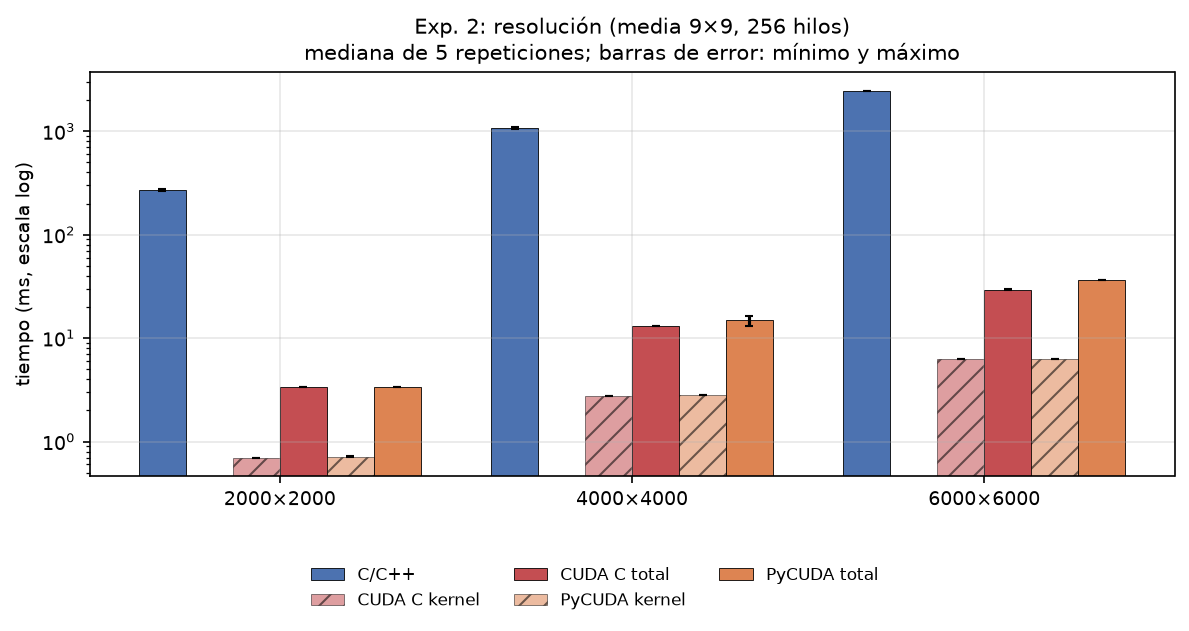 Exp. 2: resolución (media 9×9, 256 hilos)
mediana de 5 repeticiones; barras de error: mínimo y máximo
tiempo (ms, escala log)
10³
10²
10¹
10⁰
2000×2000
4000×4000
6000×6000
C/C++
CUDA C kernel
CUDA C total
PyCUDA kernel
PyCUDA total